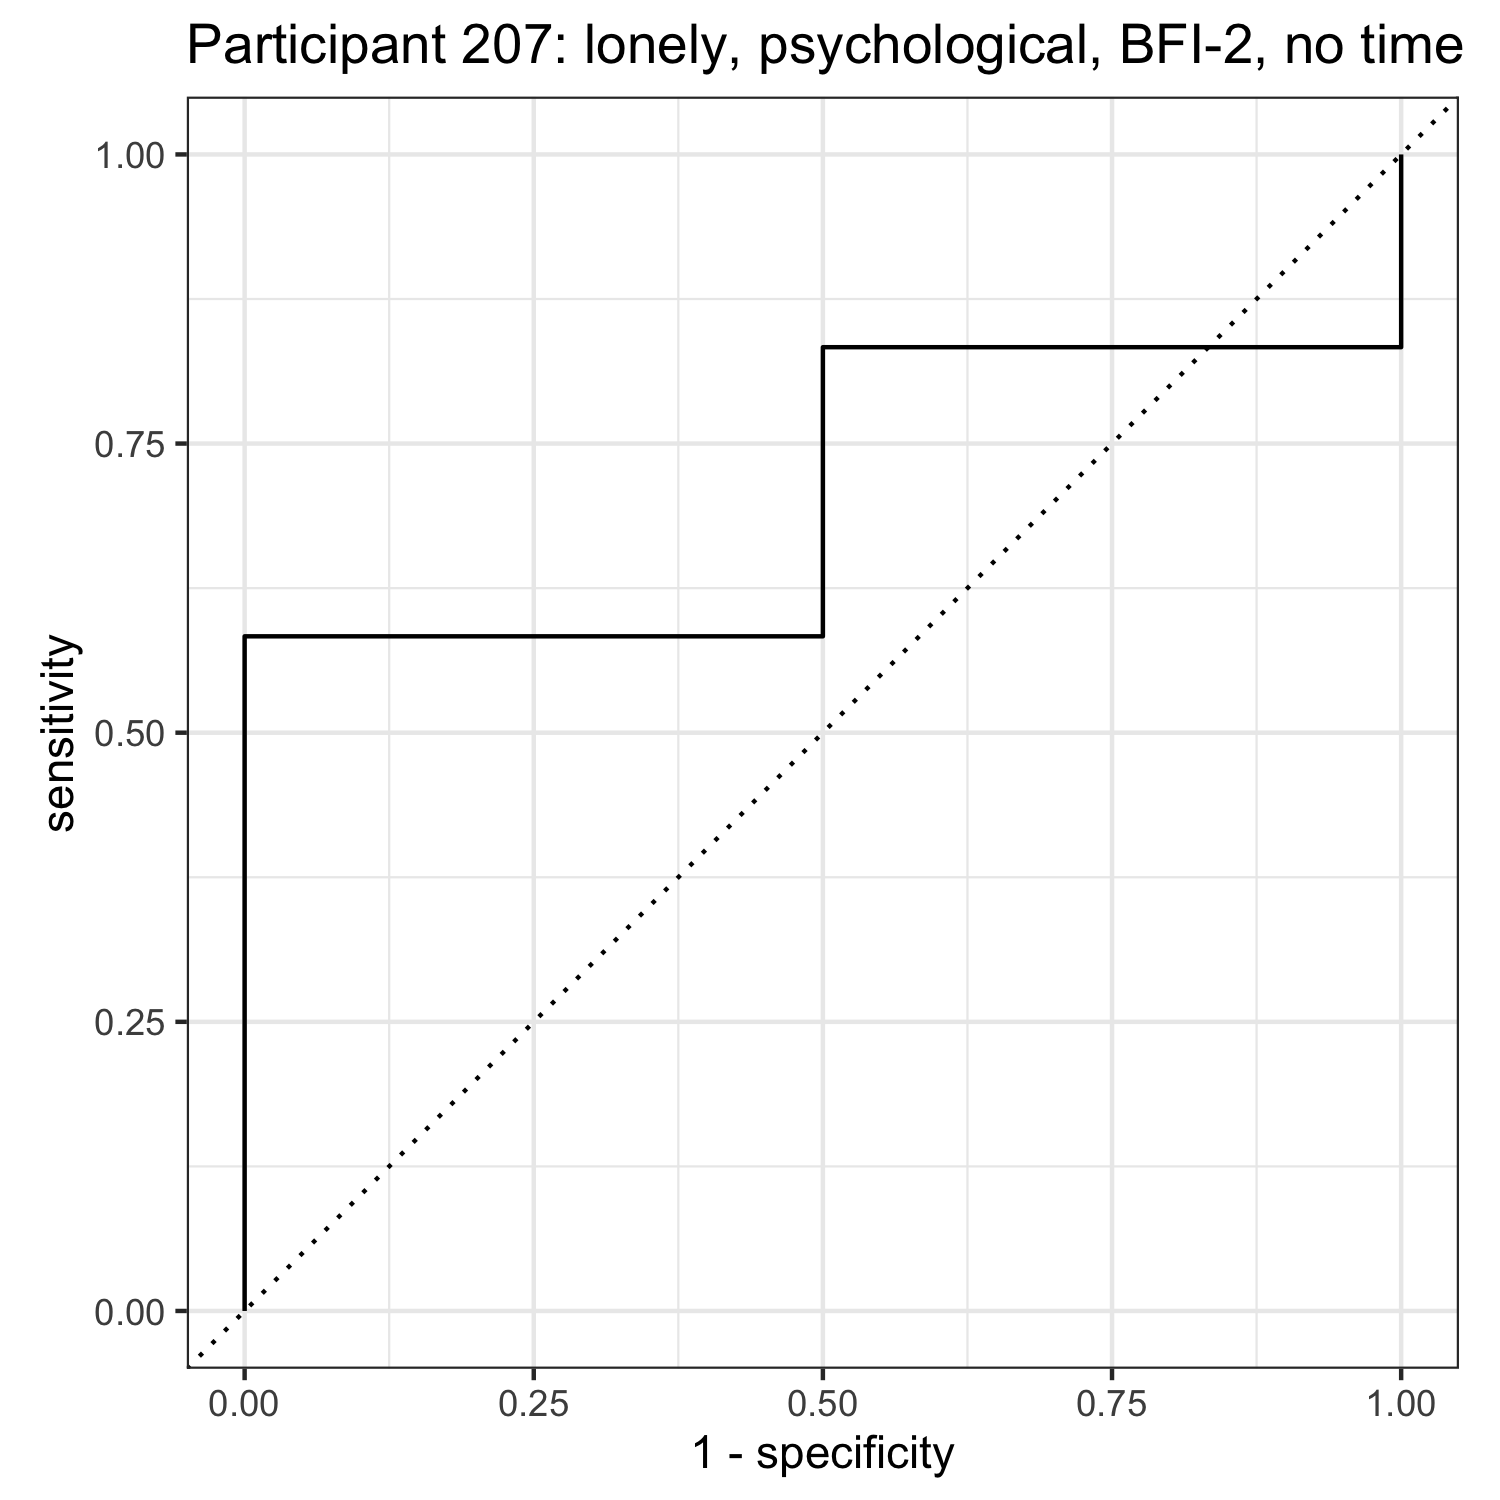 Participant 207: lonely, psychological, BFI-2, no time
1.00
0.75
0.50
0.25
0.00
sensitivity
0.00 0.25 0.50 0.75 1.00
1 - specificity